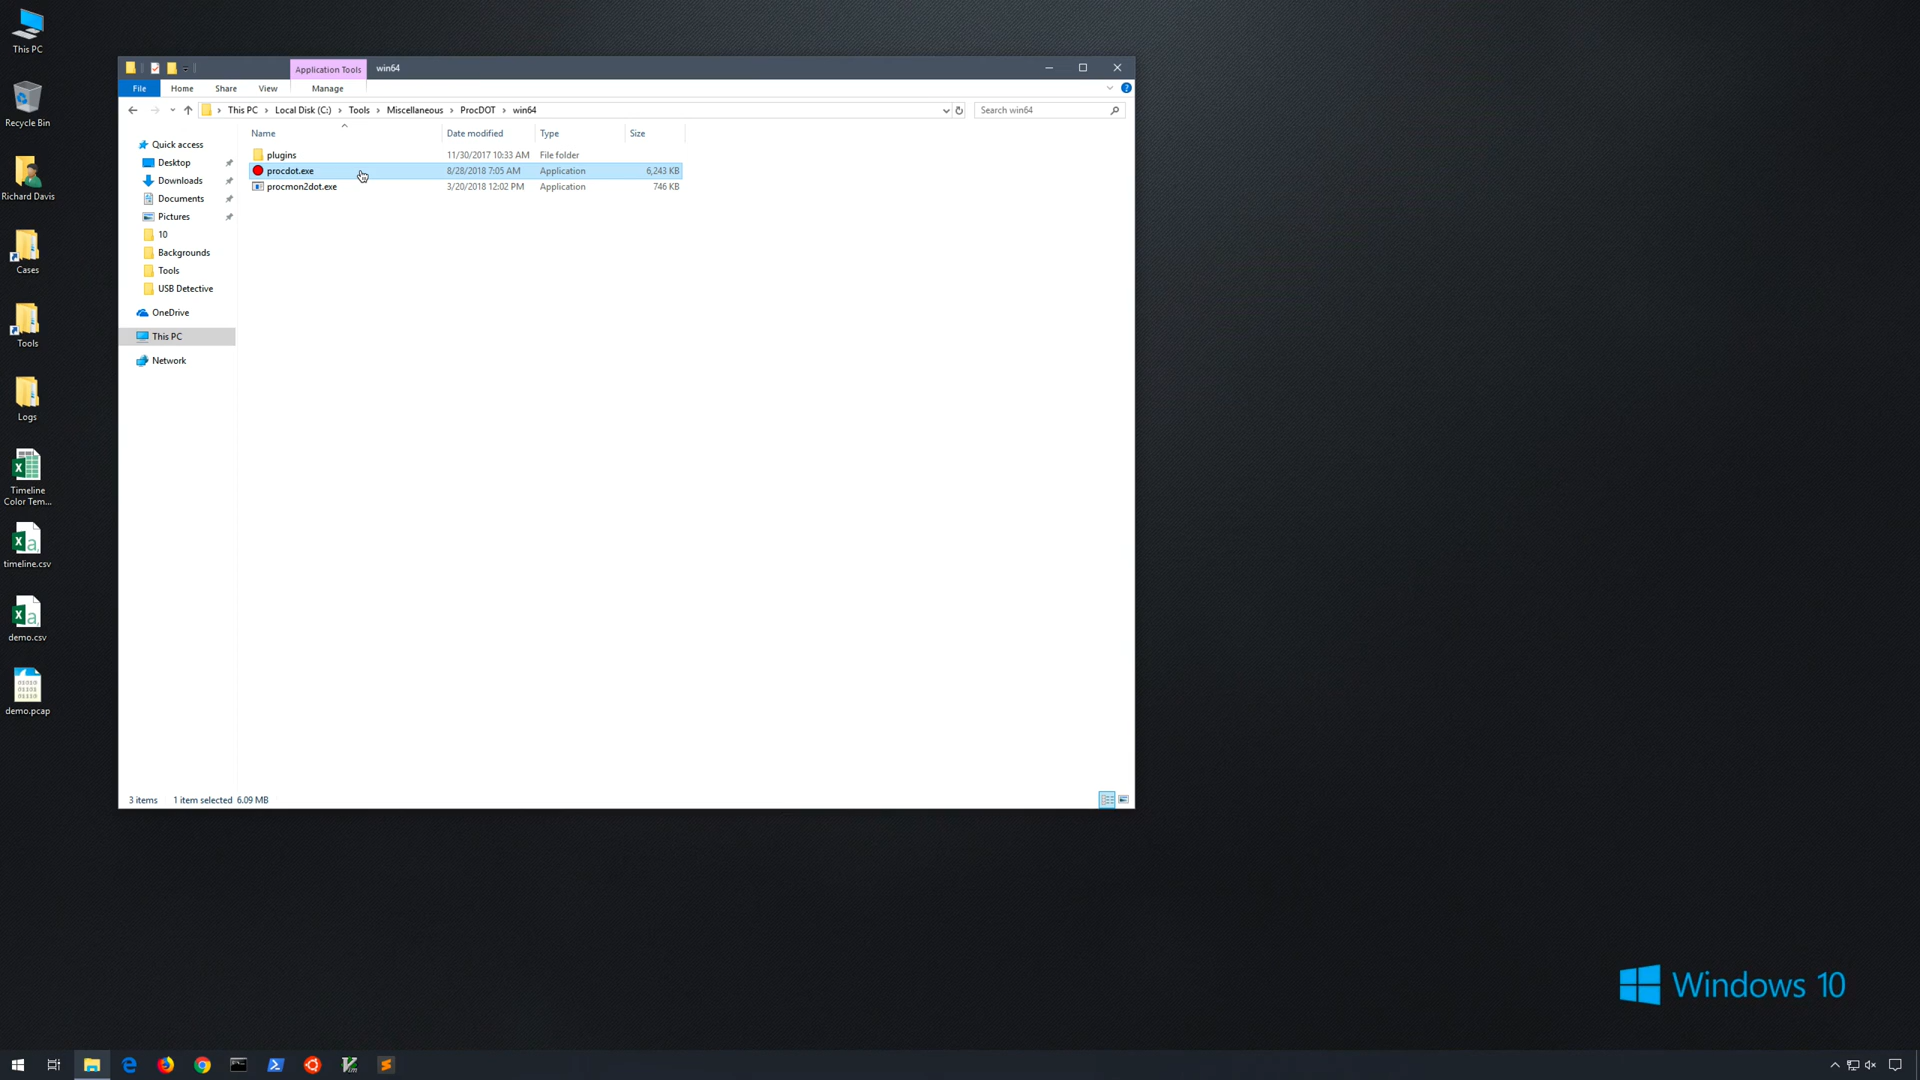 This PC
Recycle Bin
Richard Davis
Cases
Tools
Logs
Timeline
Color Tem...
timeline.csv
demo.csv
demo.pcap
Application Tools
win64
File
Home
Share
View
Manage
This PC > Local Disk (C:) > Tools > Miscellaneous > ProcDOT > win64
Search win64
Quick access
Desktop
Downloads
Documents
Pictures
10
Backgrounds
Tools
USB Detective
OneDrive
This PC
Network
Name Date modified Type Size
plugins 11/30/2017 10:33 AM File folder
procdot.exe 8/28/2018 7:05 AM Application 6,243 KB
procmon2dot.exe 3/20/2018 12:02 PM Application 746 KB
3 items 1 item selected 6.09 MB
Windows 10